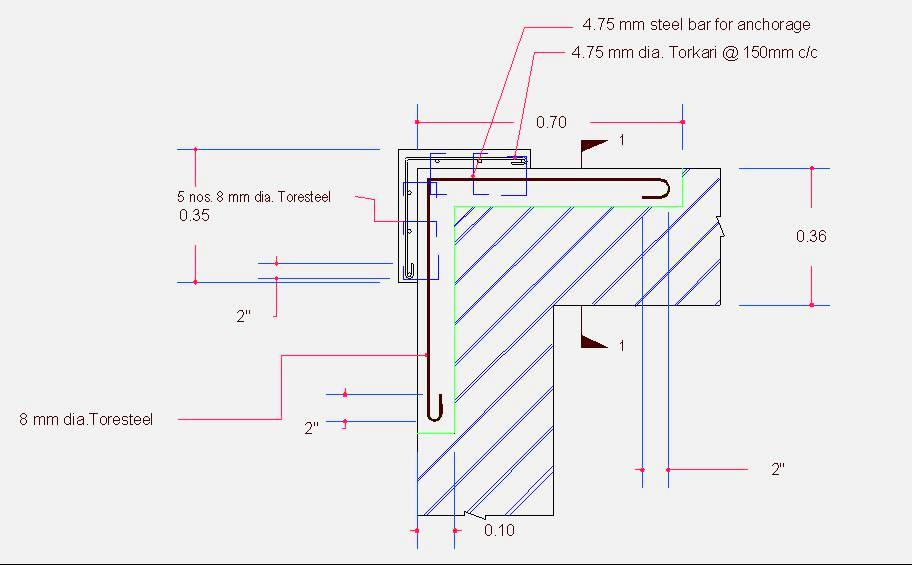 4.75 mm steel bar for anchorage
4.75 mm dia. Torkari @ 150mm c/c
0.70
1
5 nos. 8 mm dia. Toresteel
0.35
0.36
2"
1
8 mm dia.Toresteel
2"
2"
0.10